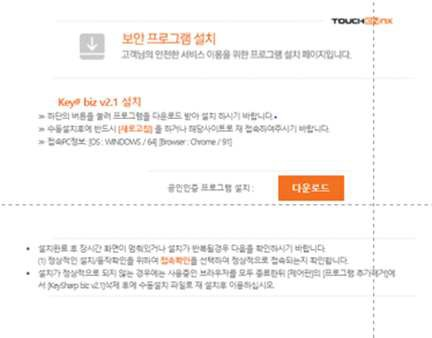 TOUCHENNX
보안 프로그램 설치
고객님의 안전한 서비스 이용을 위한 프로그램 설치 페이지입니다.
Key# biz v2.1 설치
≫ 하단의 버튼을 눌러 프로그램을 다운로드 받아 설치 하시기 바랍니다.
≫ 수동설치후에 반드시 [새로고침] 을 하거나 해당사이트로 재 접속하여주시기 바랍니다.
≫ 접속PC정보 [OS : WINDOWS / 64] [Browser : Chrome / 91]
공인인증 프로그램 설치 : 다운로드
• 설치완료 후 장시간 화면이 멈춰있거나 설치가 반복될경우 다음을 확인하시기 바랍니다.
(1) 정상적인 설치/동작확인을 위하여 접속확인을 선택하여 정상적으로 접속되는지 확인합니다.
• 설치가 정상적으로 되지 않는 경우에는 사용중인 브라우저를 모두 종료한뒤 [제어판]의 [프로그램 추가/제거]에
서 [KeySharp biz v2.1]삭제 후에 수동설치 파일로 재 설치후 이용하십시오.